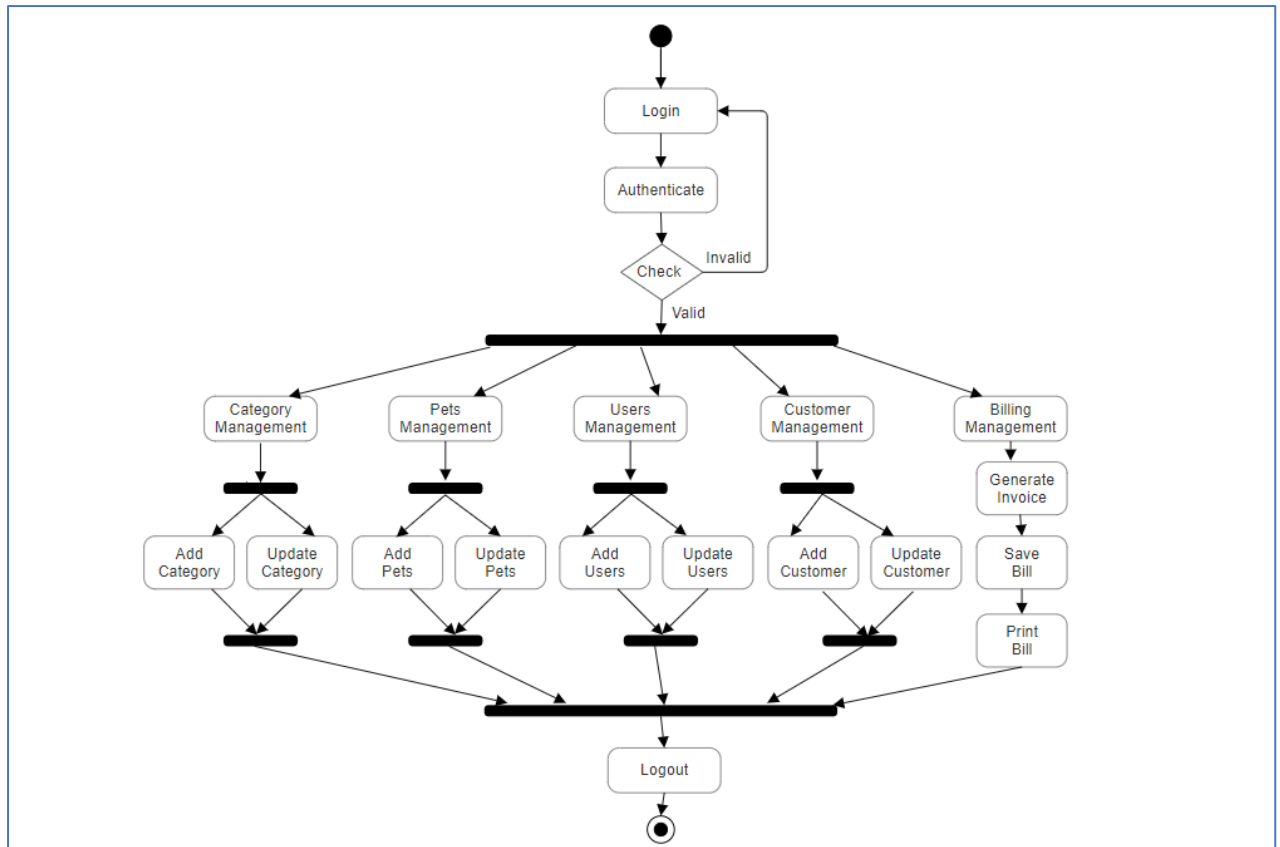 Login
Authenticate
Check
Invalid
Valid
Category
Management
Pets
Management
Users
Management
Customer
Management
Billing
Management
Generate
Invoice
Add
Category
Update
Category
Add
Pets
Update
Pets
Add
Users
Update
Users
Add
Customer
Update
Customer
Save
Bill
Print
Bill
Logout